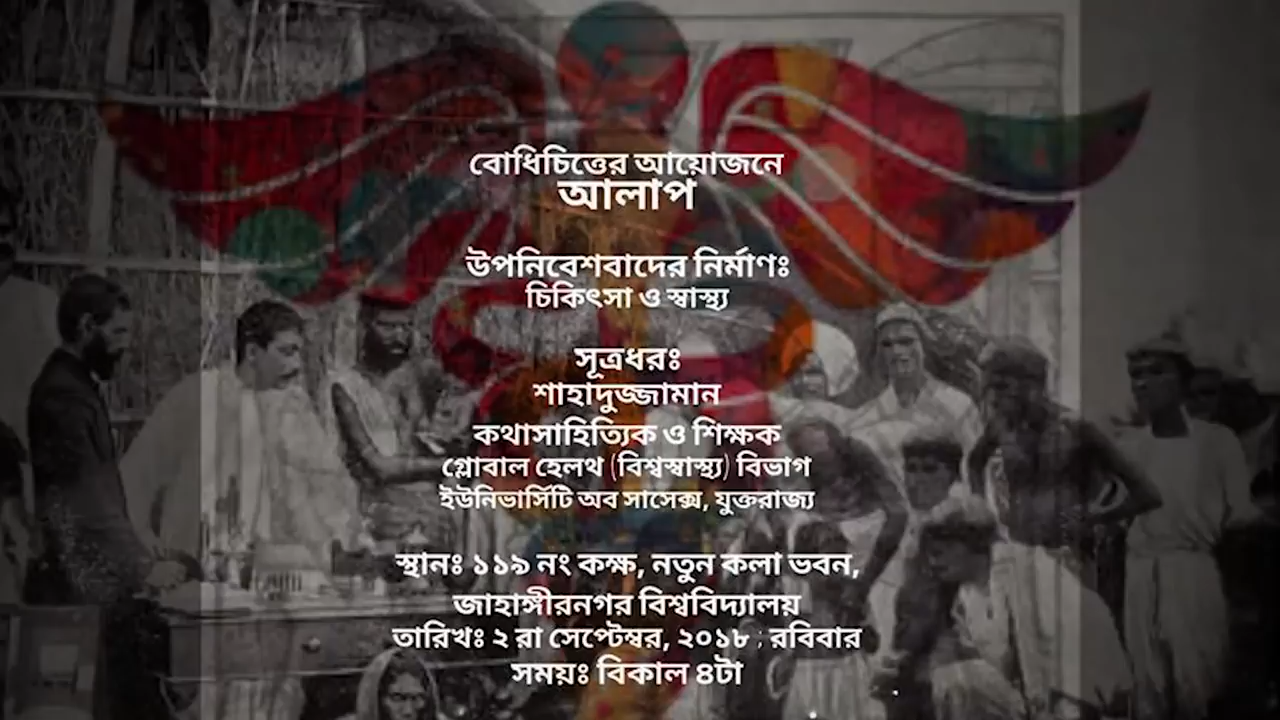 বোধিচিত্তের আয়োজনে
আলাপ
উপনিবেশবাদের নির্মাণঃ
চিকিৎসা ও স্বাস্থ্য
সূত্রধরঃ
শাহাদুজ্জামান
কথাসাহিত্যিক ও শিক্ষক
গ্লোবাল হেলথ (বিশ্বস্বাস্থ্য) বিভাগ
ইউনিভার্সিটি অব সাসেক্স, যুক্তরাজ্য
স্থানঃ ১১৯ নং কক্ষ, নতুন কলা ভবন,
জাহাঙ্গীরনগর বিশ্ববিদ্যালয়
তারিখঃ ২ রা সেপ্টেম্বর, ২০১৮ ; রবিবার
সময়ঃ বিকাল ৪টা